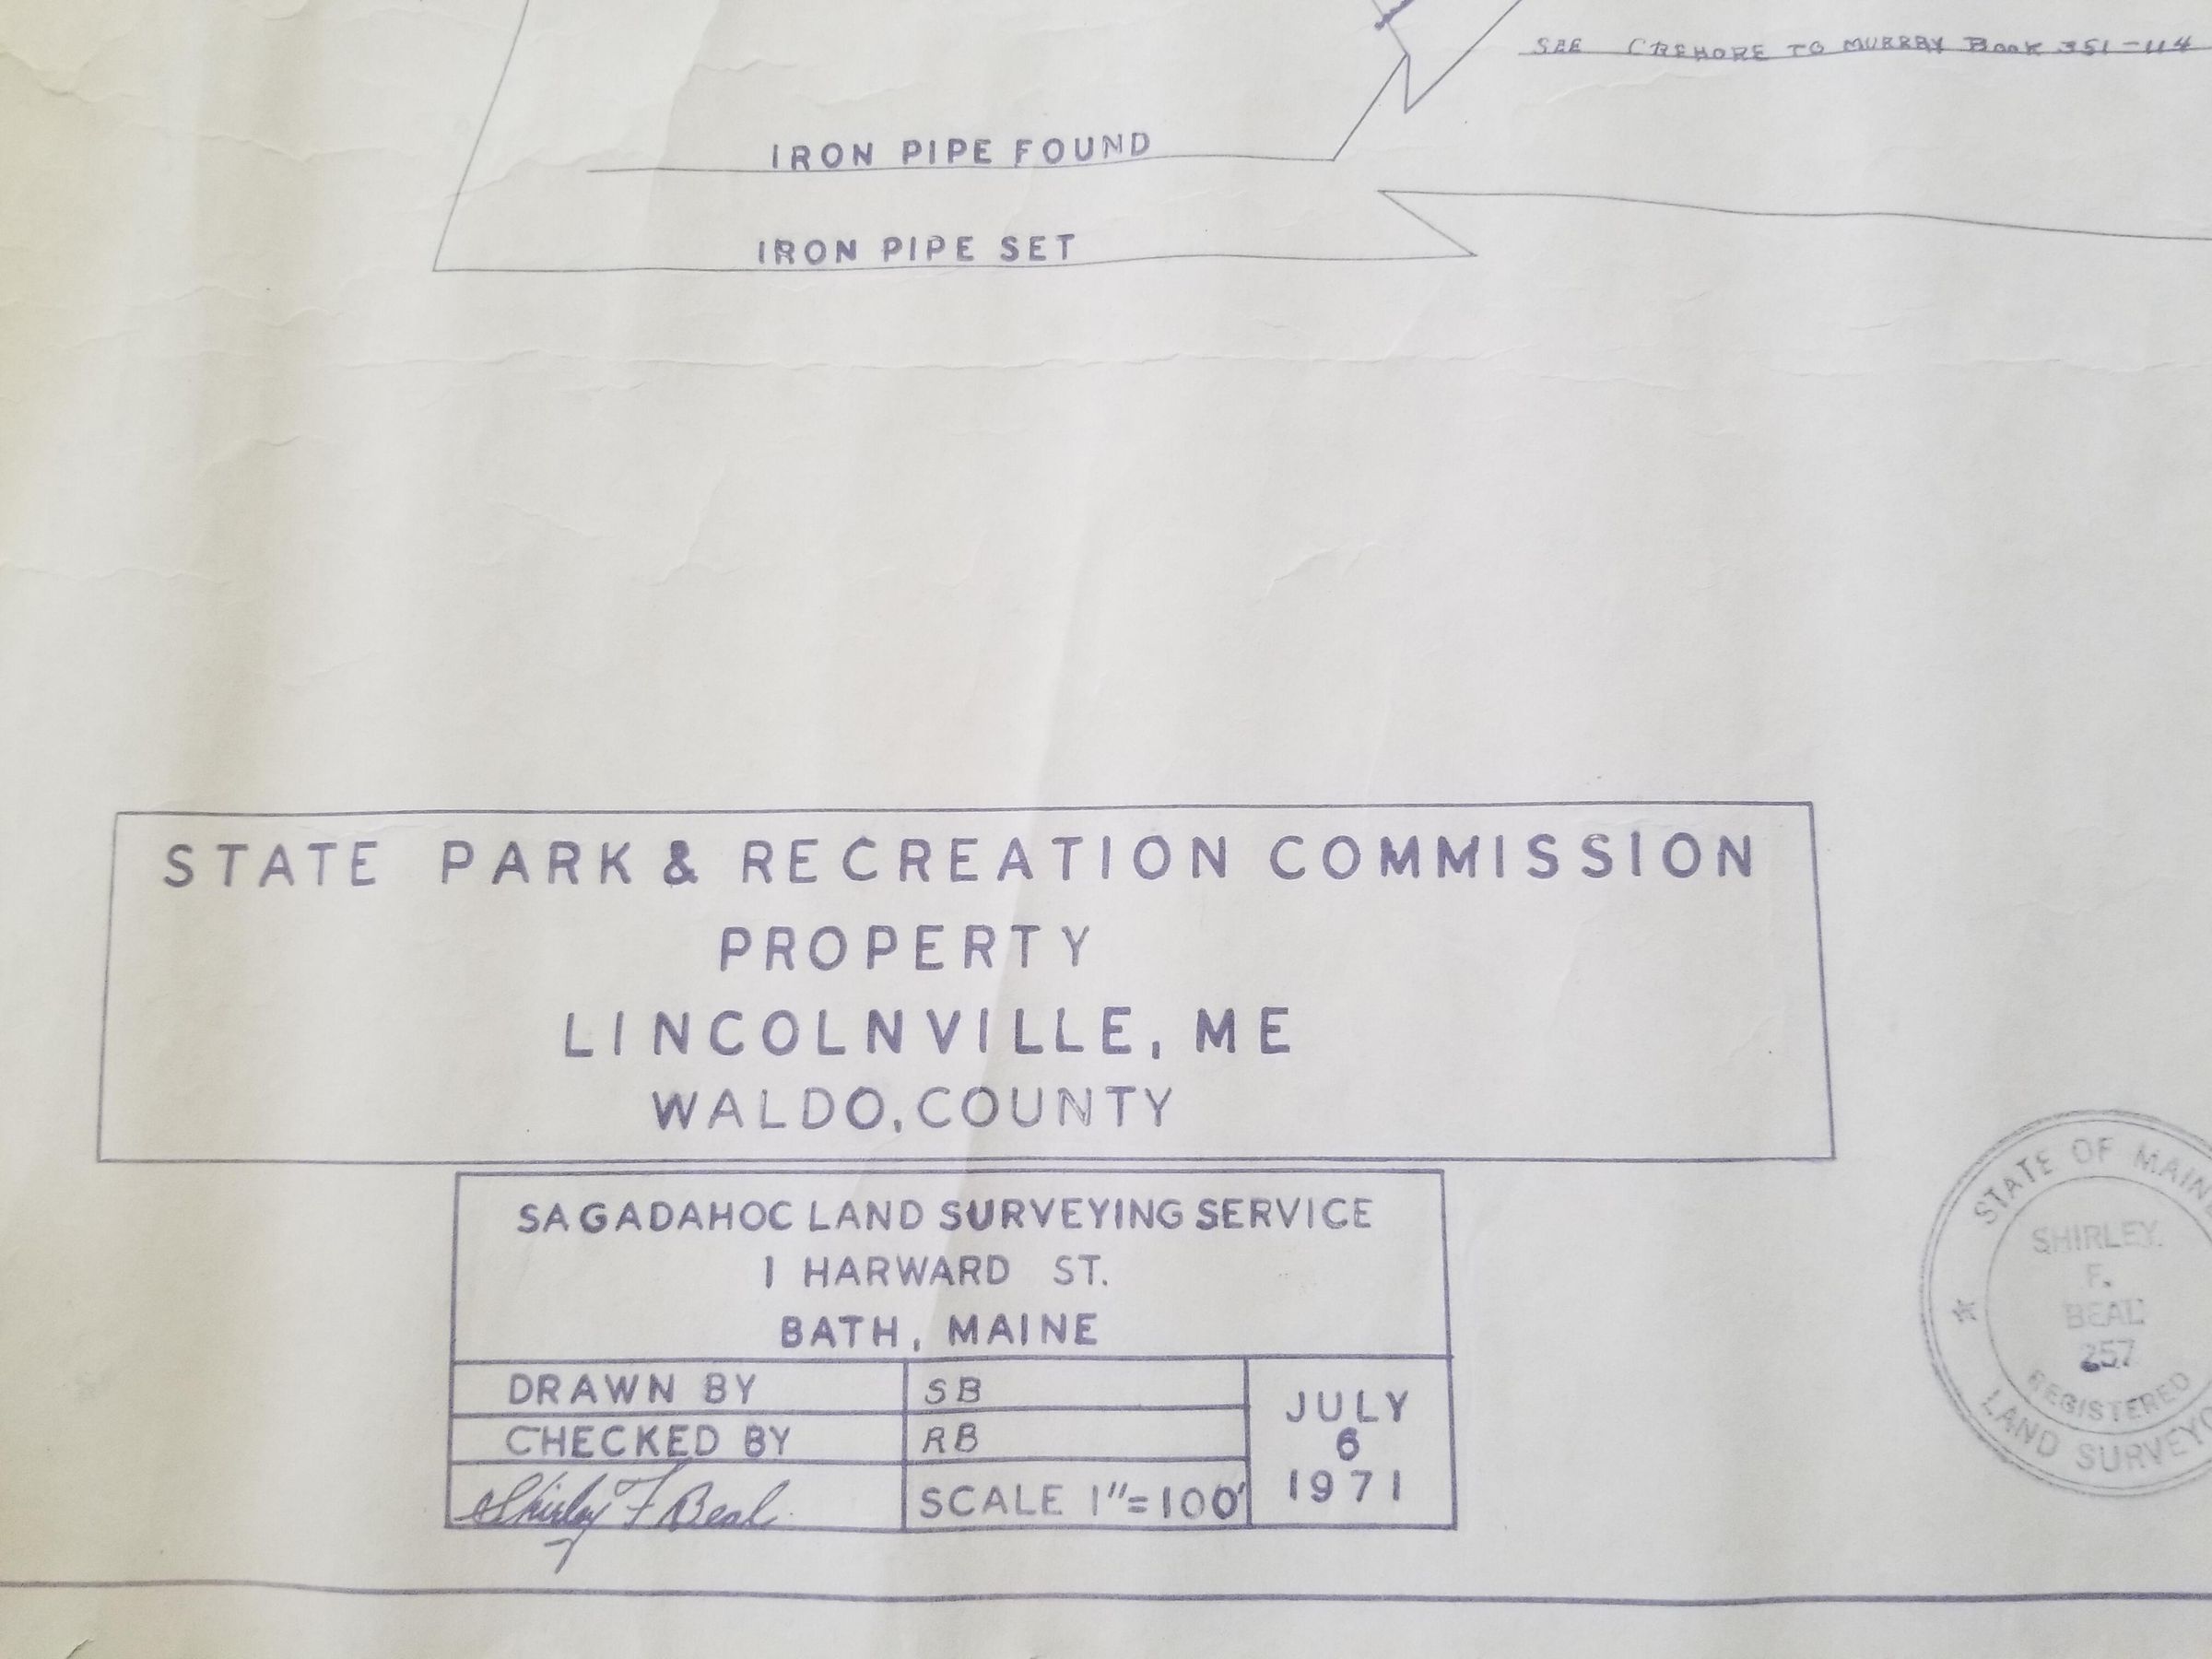 SEE CREHORE TO MURRAY BOOK 351-114
IRON PIPE FOUND
IRON PIPE SET
STATE PARK & RECREATION COMMISSION
PROPERTY
LINCOLNVILLE, ME
WALDO, COUNTY
SAGADAHOC LAND SURVEYING SERVICE
1 HARWARD ST.
BATH, MAINE
DRAWN BY SB
CHECKED BY RB
Shirley F Beal.
SCALE 1"=100'
JULY
6
1971
STATE OF MAINE
SHIRLEY.
F.
BEAL
257
REGISTERED
LAND SURVEYO